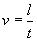 v = l/t